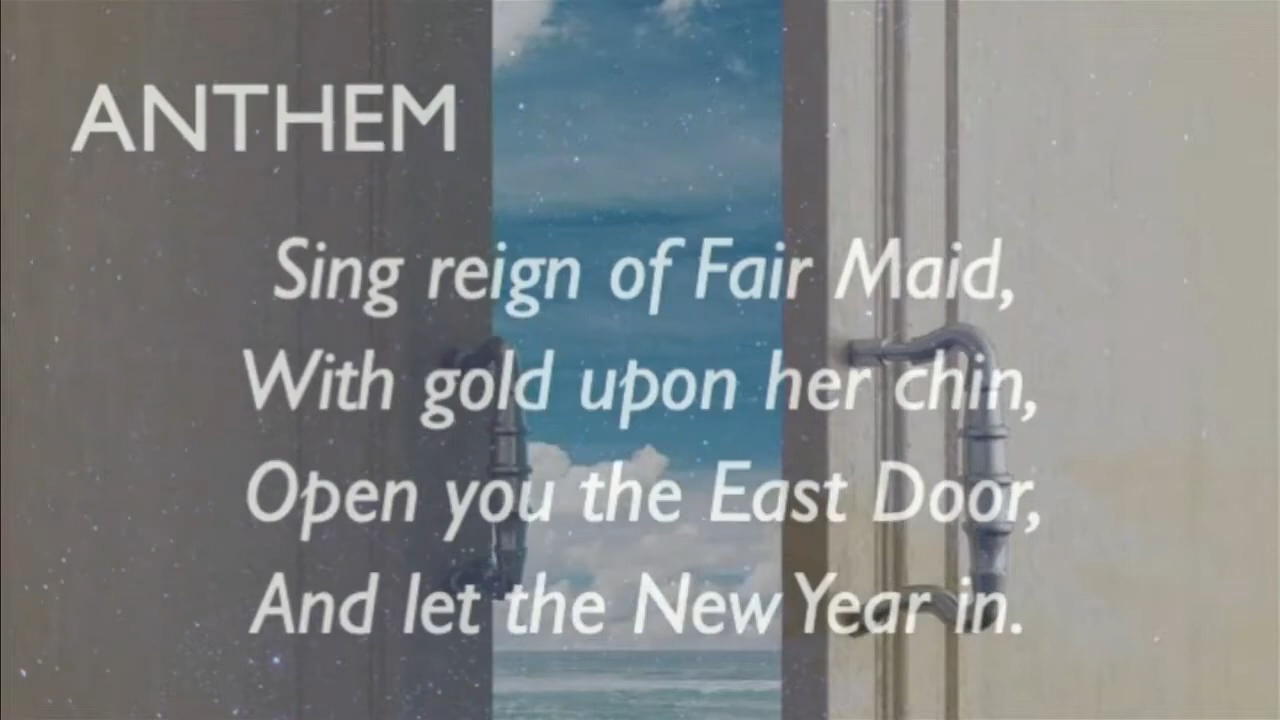 ANTHEM
Sing reign of Fair Maid,
With gold upon her chin,
Open you the East Door,
And let the New Year in.